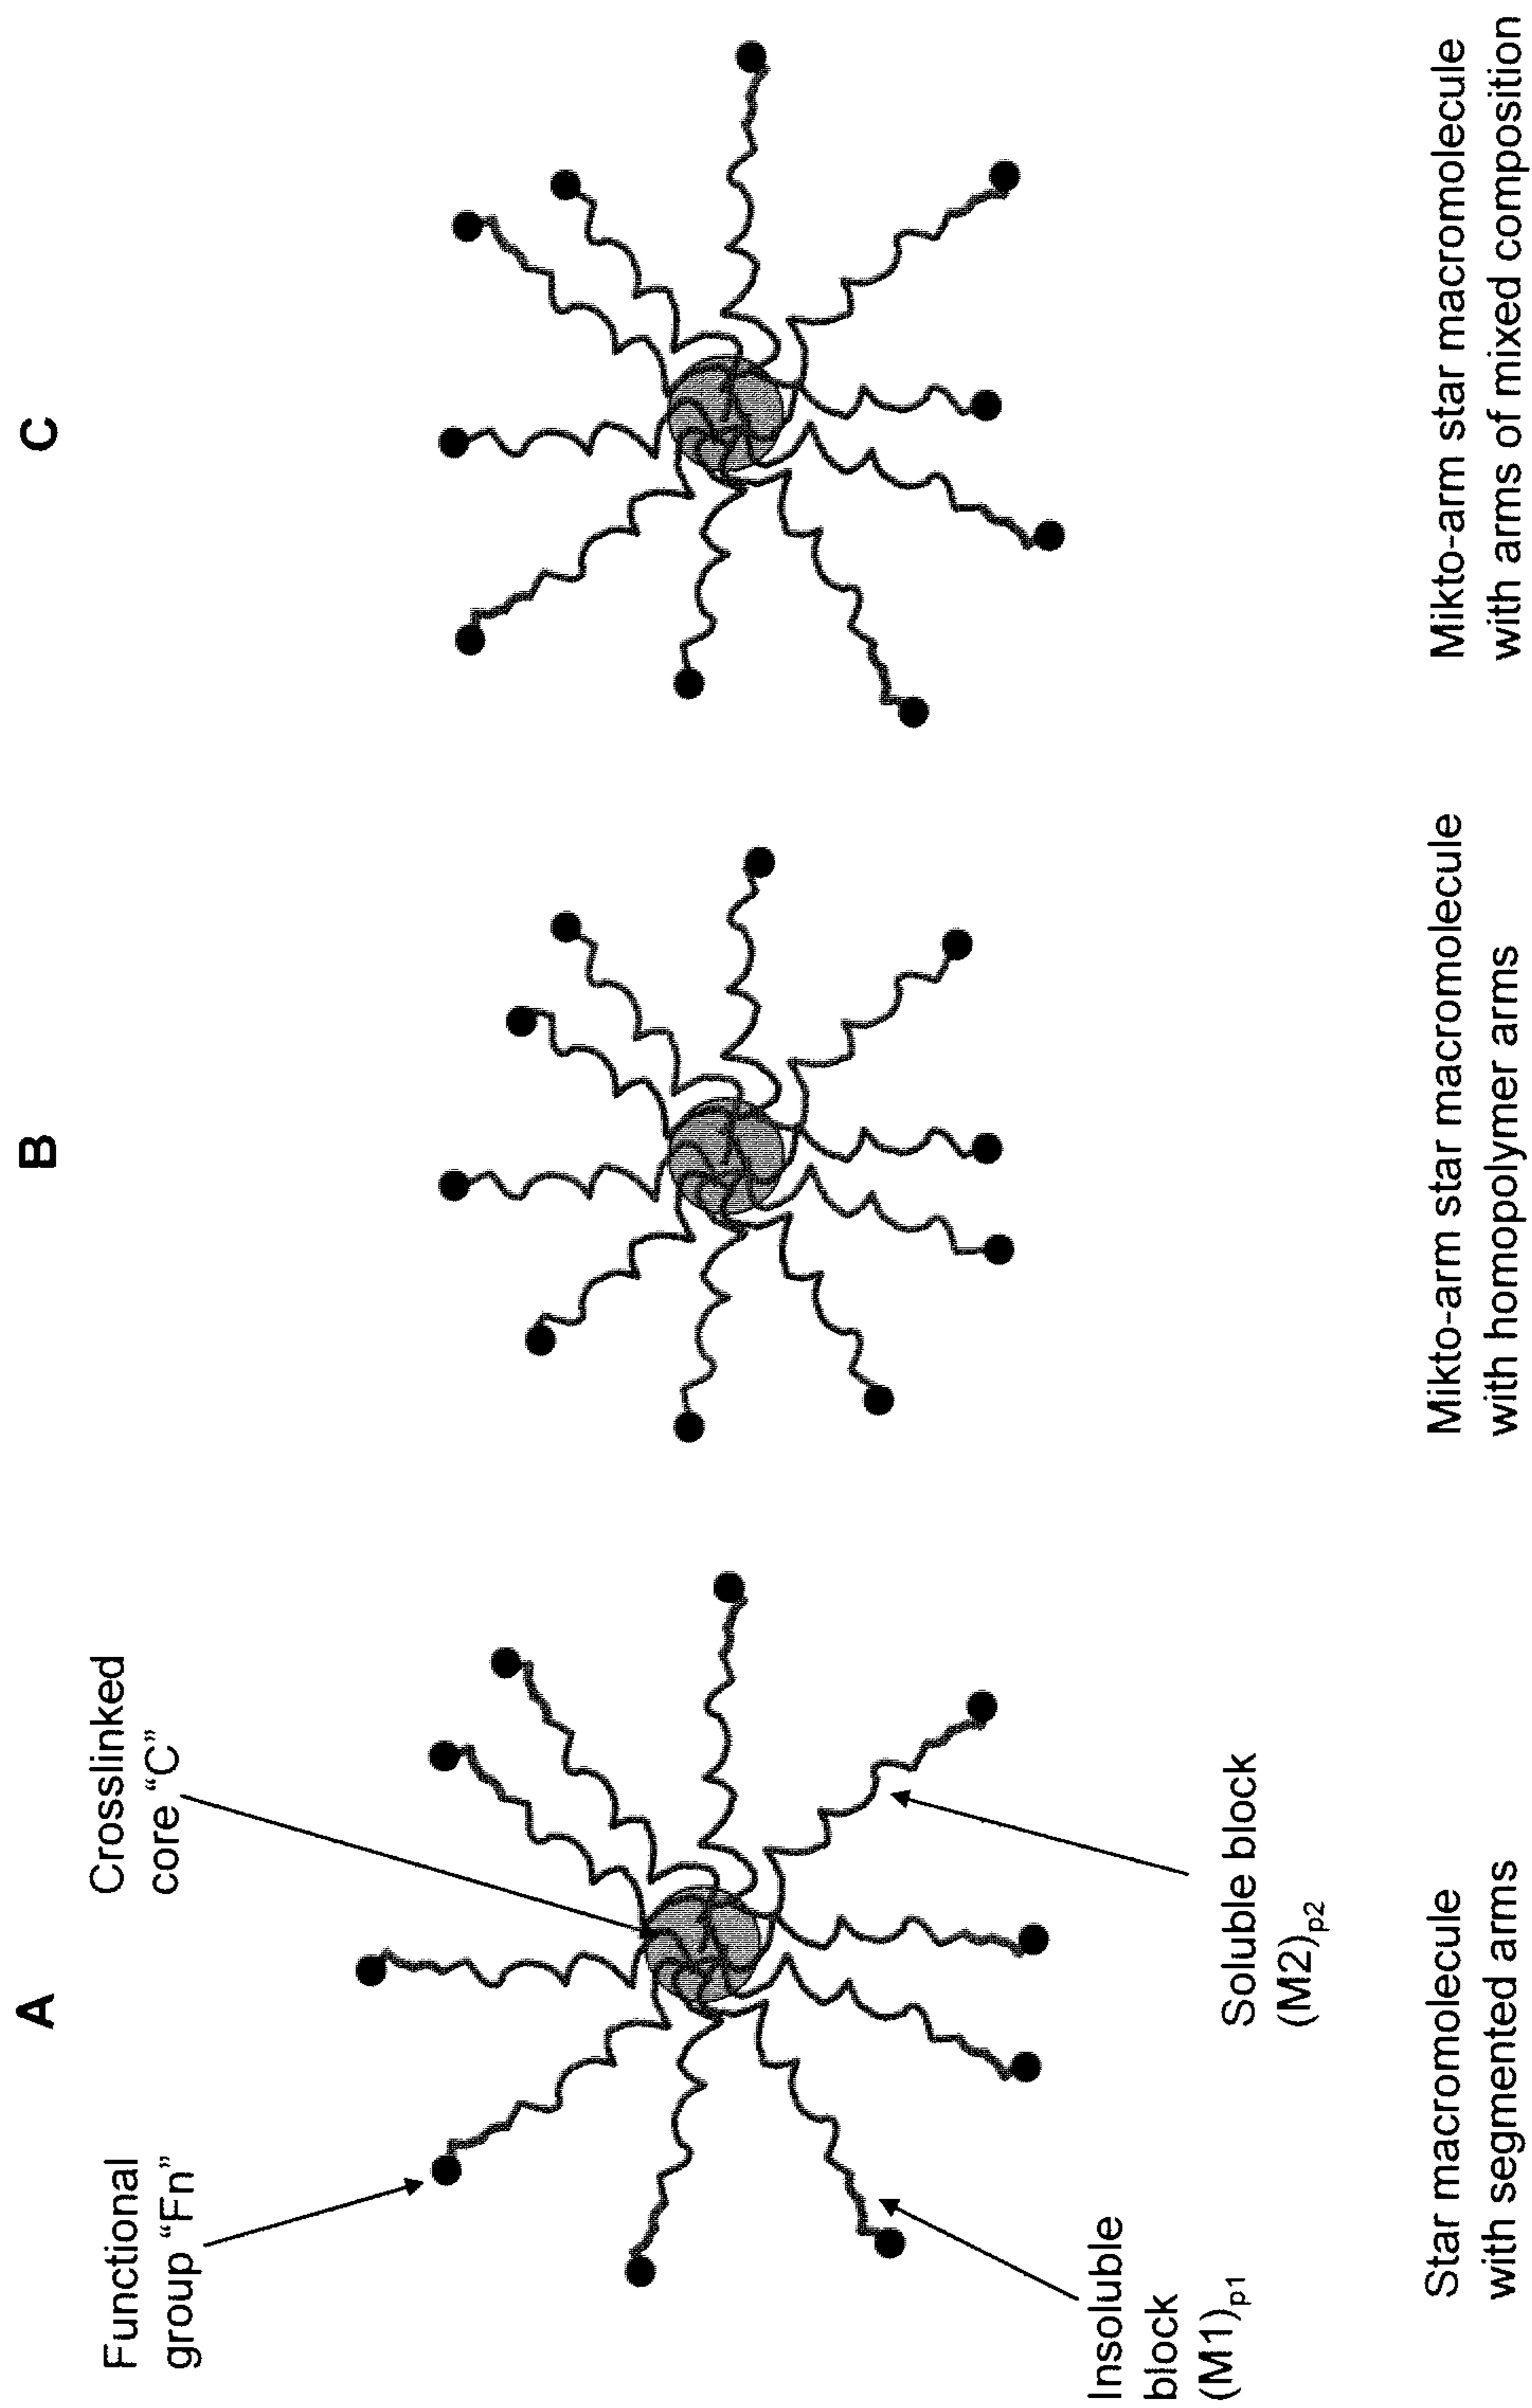 A
B
C
Functional
group “Fn”
Crosslinked
core “C”
Insoluble
block
(M1)p1
Soluble block
(M2)p2
Star macromolecule
with segmented arms
Mikto-arm star macromolecule
with homopolymer arms
Mikto-arm star macromolecule
with arms of mixed composition